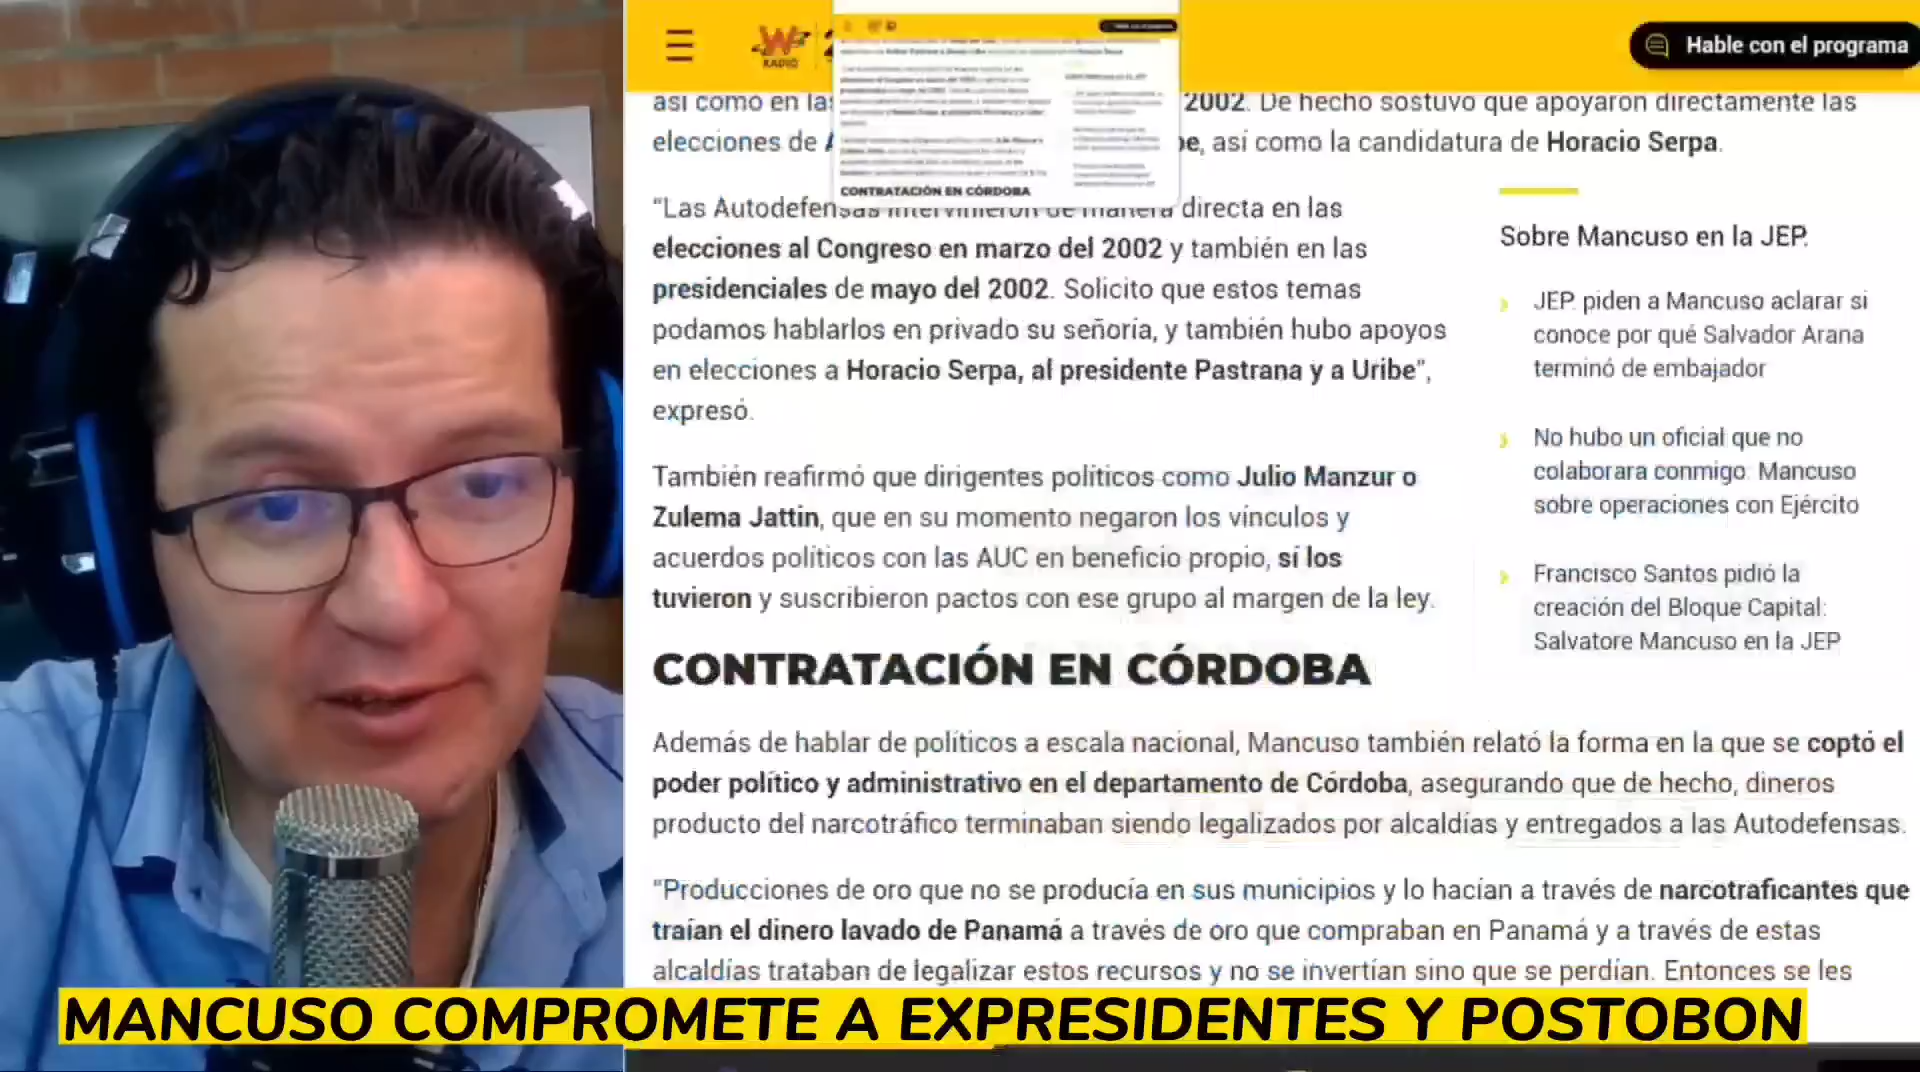 W
RADIO
Hable con el programa
así como en las 2002. De hecho sostuvo que apoyaron directamente las
elecciones de así como la candidatura de Horacio Serpa.
CONTRATACIÓN EN CÓRDOBA
“Las Autodefensas intervinieron de manera directa en las
elecciones al Congreso en marzo del 2002 y también en las
presidenciales de mayo del 2002. Solicito que estos temas
podamos hablarlos en privado su señoría, y también hubo apoyos
en elecciones a Horacio Serpa, al presidente Pastrana y a Uribe”,
expresó.
También reafirmó que dirigentes políticos como Julio Manzur o
Zulema Jattin, que en su momento negaron los vínculos y
acuerdos políticos con las AUC en beneficio propio, sí los
tuvieron y suscribieron pactos con ese grupo al margen de la ley.
Sobre Mancuso en la JEP:
JEP: piden a Mancuso aclarar si
conoce por qué Salvador Arana
terminó de embajador
No hubo un oficial que no
colaborara conmigo: Mancuso
sobre operaciones con Ejército
Francisco Santos pidió la
creación del Bloque Capital:
Salvatore Mancuso en la JEP
CONTRATACIÓN EN CÓRDOBA
Además de hablar de políticos a escala nacional, Mancuso también relató la forma en la que se coptó el
poder político y administrativo en el departamento de Córdoba, asegurando que de hecho, dineros
producto del narcotráfico terminaban siendo legalizados por alcaldías y entregados a las Autodefensas.
“Producciones de oro que no se producía en sus municipios y lo hacían a través de narcotraficantes que
traían el dinero lavado de Panamá a través de oro que compraban en Panamá y a través de estas
alcaldías trataban de legalizar estos recursos y no se invertían sino que se perdían. Entonces se les
MANCUSO COMPROMETE A EXPRESIDENTES Y POSTOBON